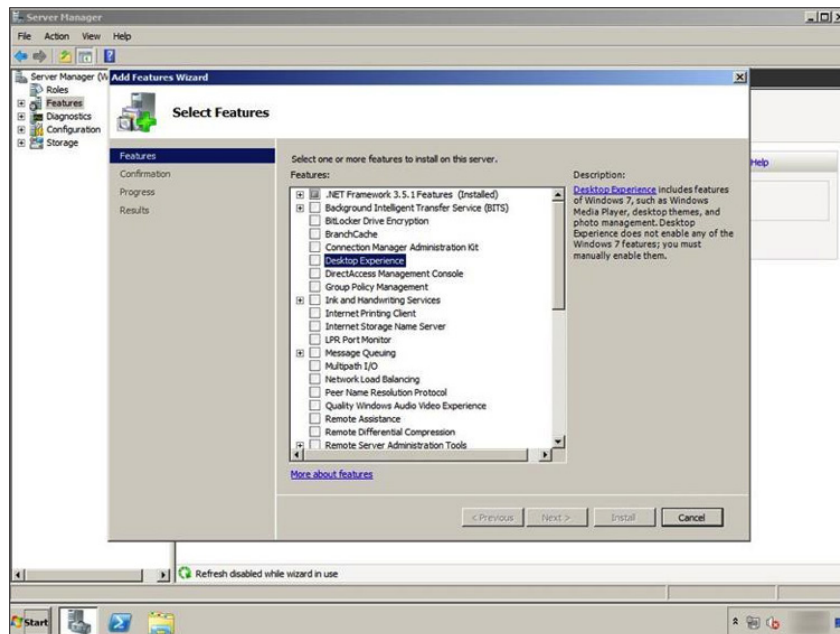 Server Manager
File Action View Help
Server Manager (W
Roles
Features
Diagnostics
Configuration
Storage
Add Features Wizard
Select Features
Features
Confirmation
Progress
Results
Select one or more features to install on this server.
Features:
.NET Framework 3.5.1 Features (Installed)
Background Intelligent Transfer Service (BITS)
BitLocker Drive Encryption
BranchCache
Connection Manager Administration Kit
Desktop Experience
DirectAccess Management Console
Group Policy Management
Ink and Handwriting Services
Internet Printing Client
Internet Storage Name Server
LPR Port Monitor
Message Queuing
Multipath I/O
Network Load Balancing
Peer Name Resolution Protocol
Quality Windows Audio Video Experience
Remote Assistance
Remote Differential Compression
Remote Server Administration Tools
More about features
Description:
Desktop Experience includes features
of Windows 7, such as Windows
Media Player, desktop themes, and
photo management. Desktop
Experience does not enable any of the
Windows 7 features; you must
manually enable them.
Help
< Previous Next > Install Cancel
Refresh disabled while wizard in use
Start